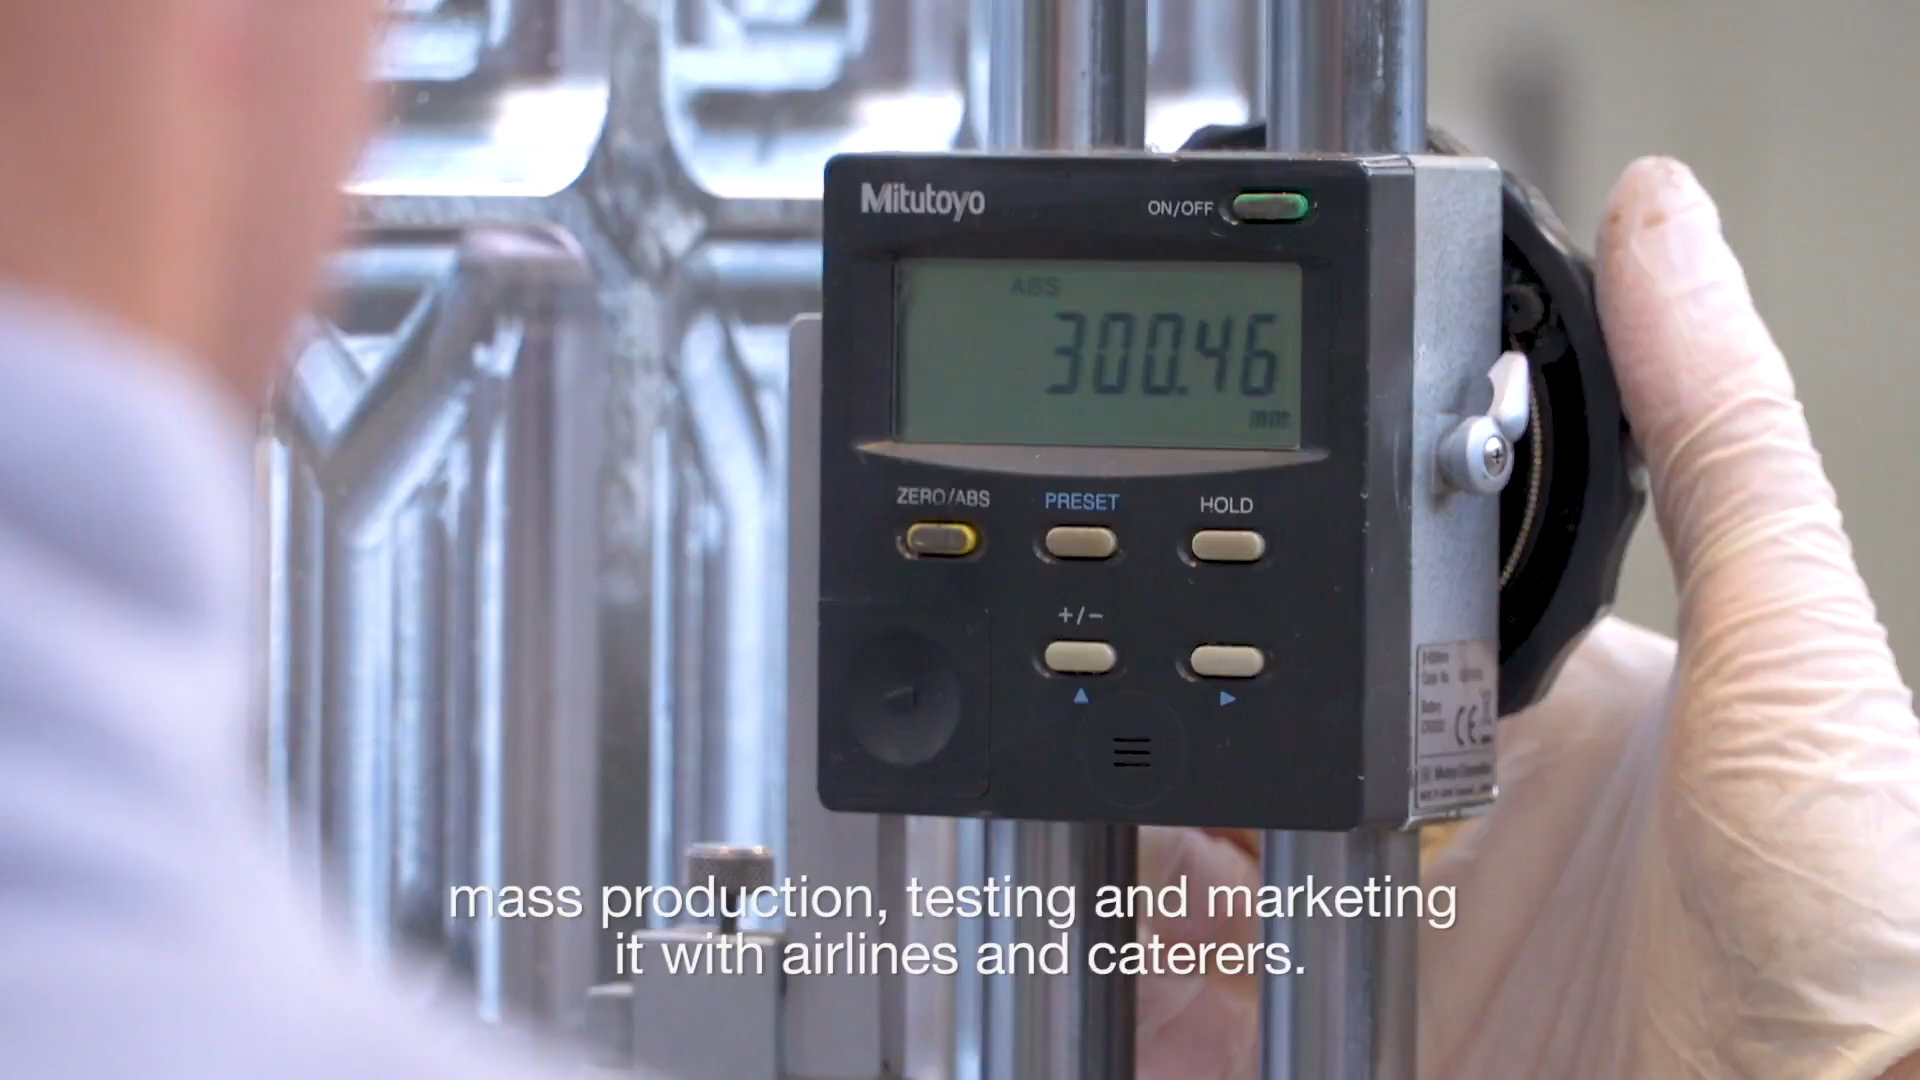 Mitutoyo
ON/OFF
ABS
300.46
mm
ZERO/ABS
PRESET
HOLD
+/-
CE
mass production, testing and marketing
it with airlines and caterers.